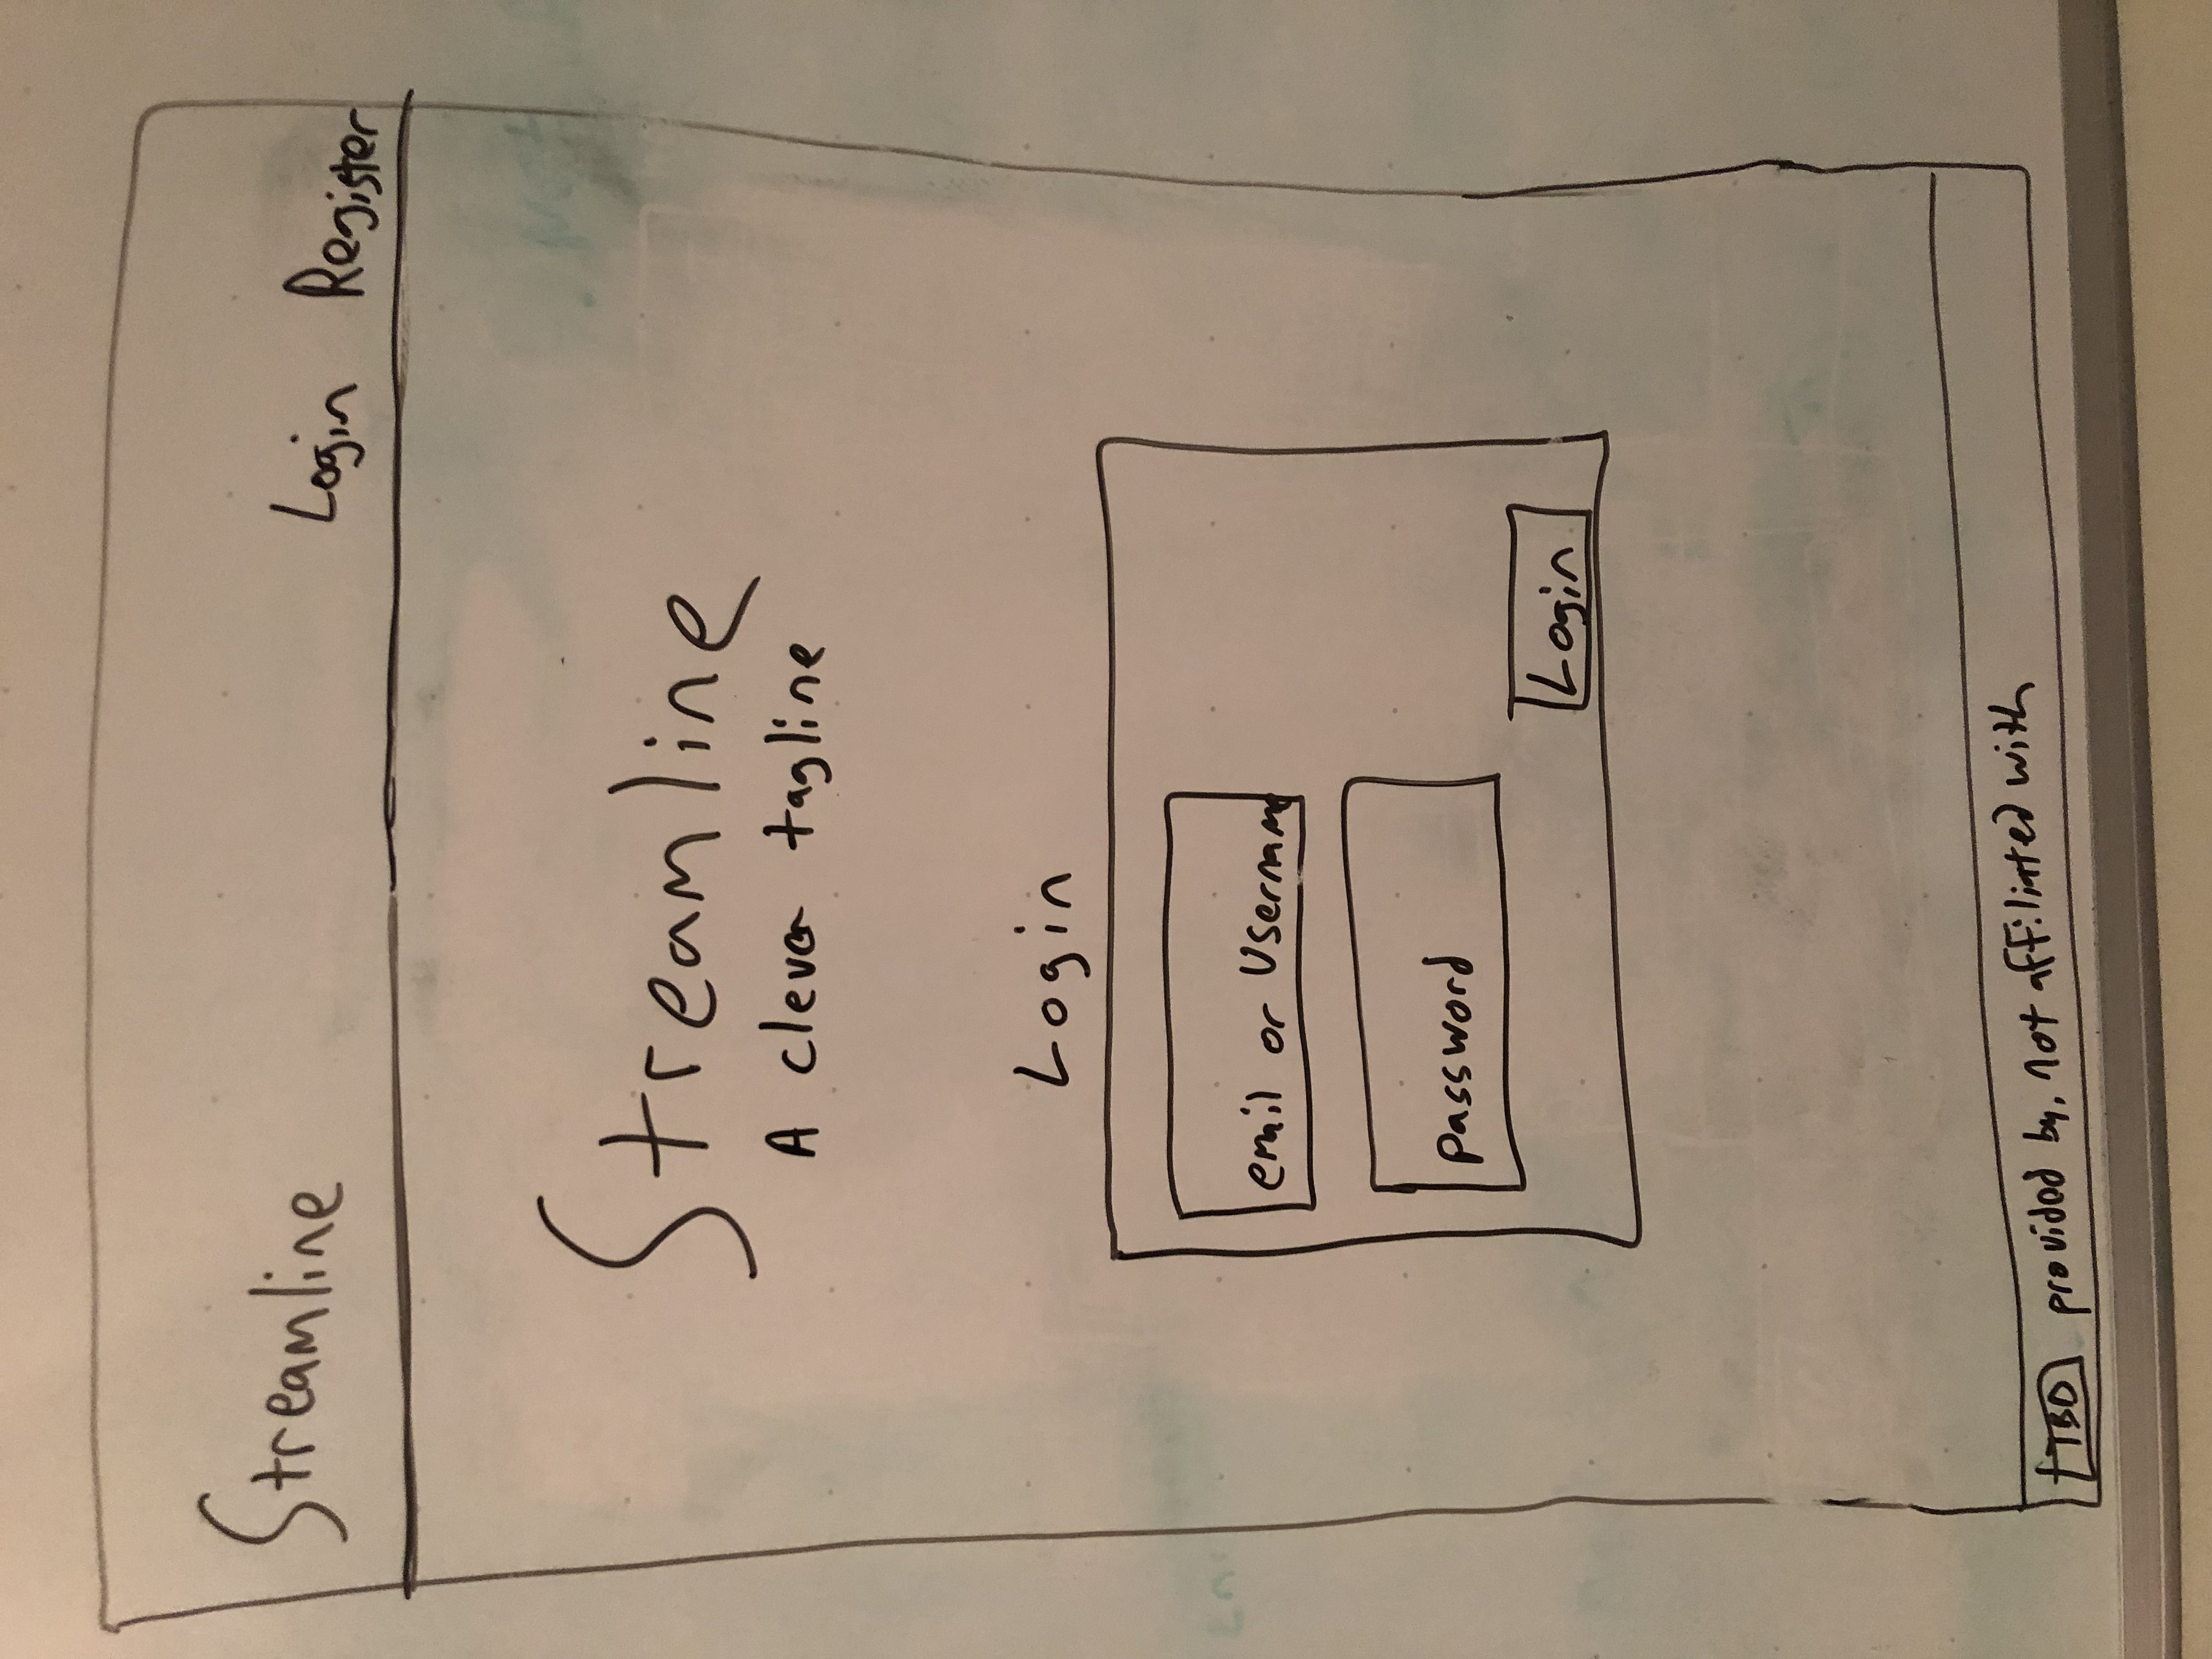 Streamline
Login Register
Streamline
A clever tagline
Login
email or Username
password
Login
TBD provided by, not affiliated with